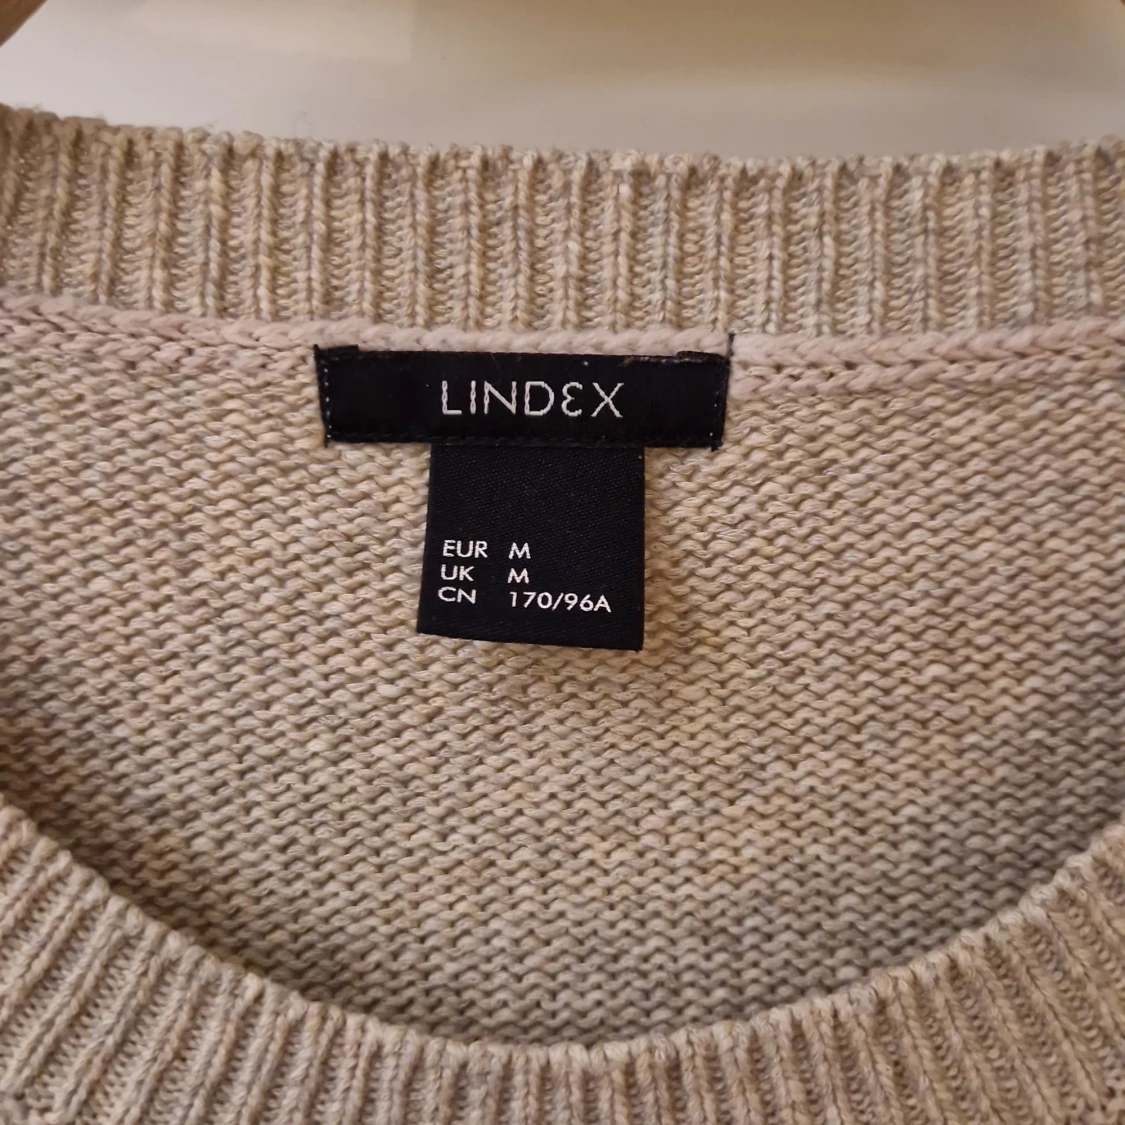 LINDEX
EUR M
UK M
CN 170/96A